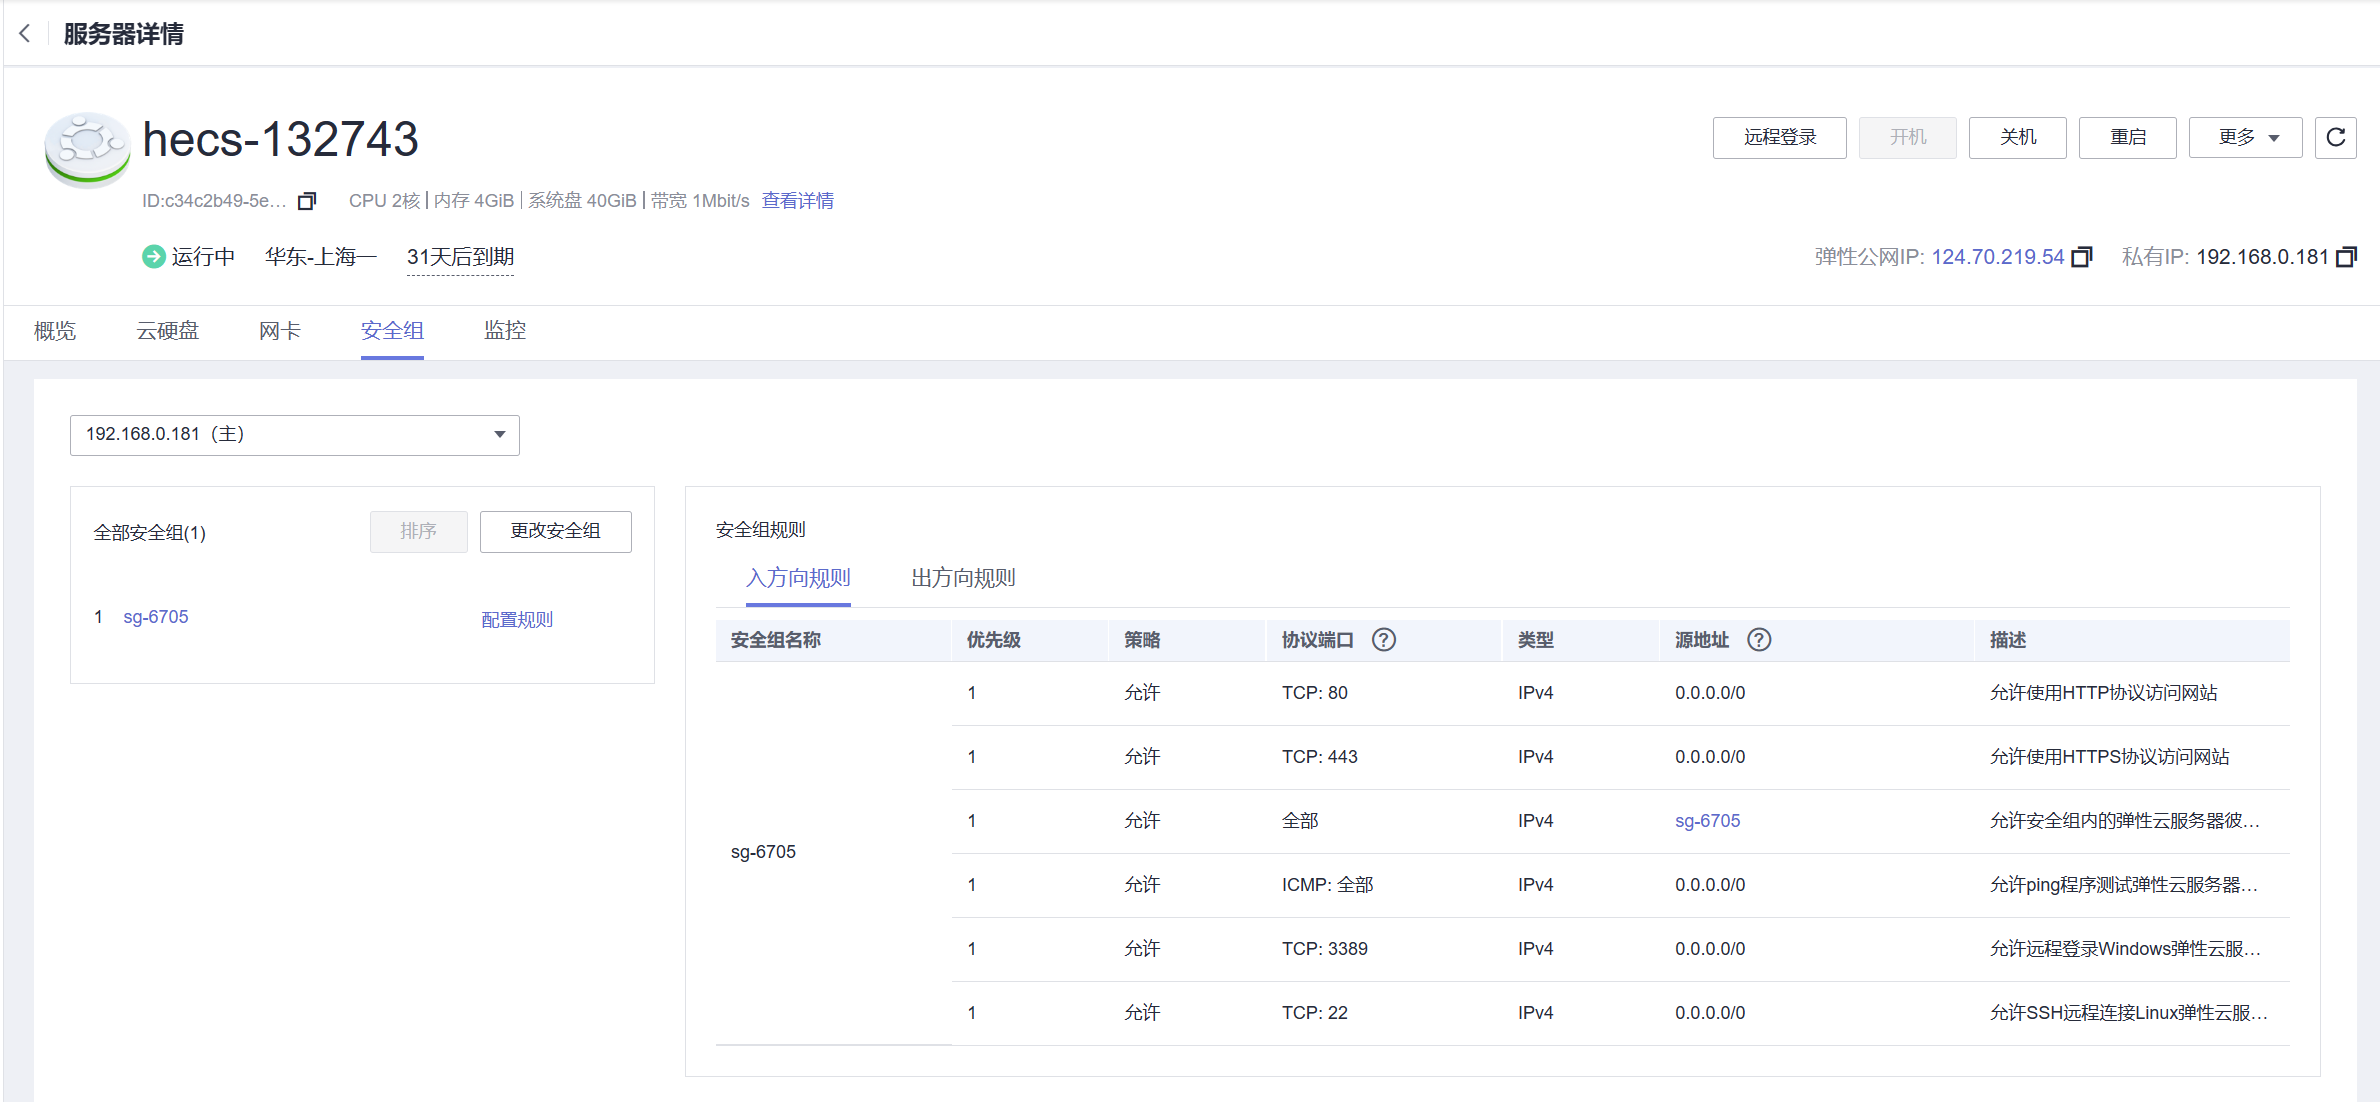 服务器详情
hecs-132743
远程登录 开机 关机 重启 更多
ID:c34c2b49-5e... CPU 2核 内存 4GiB 系统盘 40GiB 带宽 1Mbit/s 查看详情
运行中 华东-上海一 31天后到期 弹性公网IP: 124.70.219.54 私有IP: 192.168.0.181
概览 云硬盘 网卡 安全组 监控
192.168.0.181（主）
全部安全组(1) 排序 更改安全组
1 sg-6705 配置规则
安全组规则
入方向规则 出方向规则
安全组名称 优先级 策略 协议端口 ? 类型 源地址 ? 描述
1 允许 TCP: 80 IPv4 0.0.0.0/0 允许使用HTTP协议访问网站
1 允许 TCP: 443 IPv4 0.0.0.0/0 允许使用HTTPS协议访问网站
1 允许 全部 IPv4 sg-6705 允许安全组内的弹性云服务器彼...
sg-6705
1 允许 ICMP: 全部 IPv4 0.0.0.0/0 允许ping程序测试弹性云服务器...
1 允许 TCP: 3389 IPv4 0.0.0.0/0 允许远程登录Windows弹性云服...
1 允许 TCP: 22 IPv4 0.0.0.0/0 允许SSH远程连接Linux弹性云服...